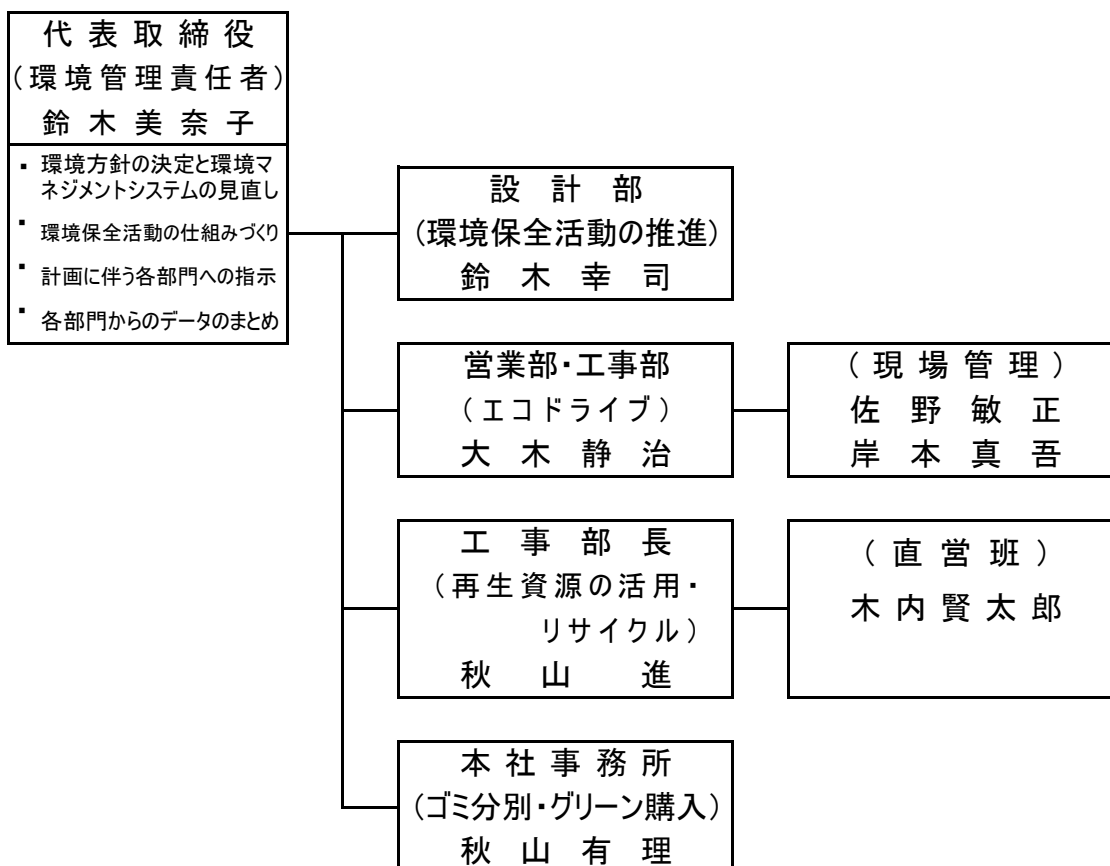 代表取締役
(環境管理責任者)
鈴木美奈子
▪ 環境方針の決定と環境マ
ネジメントシステムの見直し
▪ 環境保全活動の仕組みづくり
▪ 計画に伴う各部門への指示
▪ 各部門からのデータのまとめ
設計部
(環境保全活動の推進)
鈴木幸司
営業部・工事部
(エコドライブ)
大木静治
(現場管理)
佐野敏正
岸本真吾
工事部長
(再生資源の活用・
リサイクル)
秋山進
(直営班)
木内賢太郎
本社事務所
(ゴミ分別・グリーン購入)
秋山有理